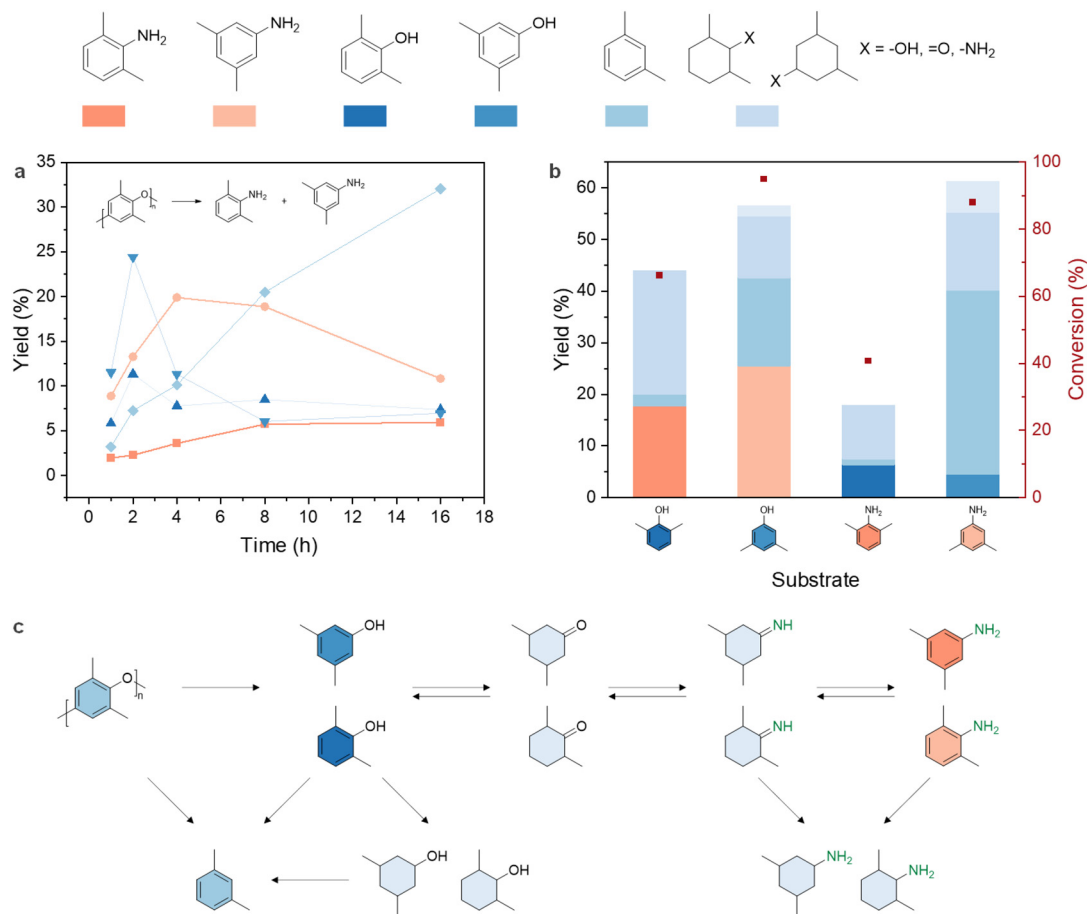 NH2
NH2
OH
OH
X
X
X = -OH, =O, -NH2
a
35
30
25
20
15
10
5
0
Yield (%)
O
n
NH2
+
NH2
0 2 4 6 8 10 12 14 16 18
Time (h)
b
60
50
40
30
20
10
0
Yield (%)
100
80
60
40
20
0
Conversion (%)
OH
OH
NH2
NH2
Substrate
c
O
n
OH
O
NH
NH2
OH
O
NH
NH2
OH
OH
NH2
NH2